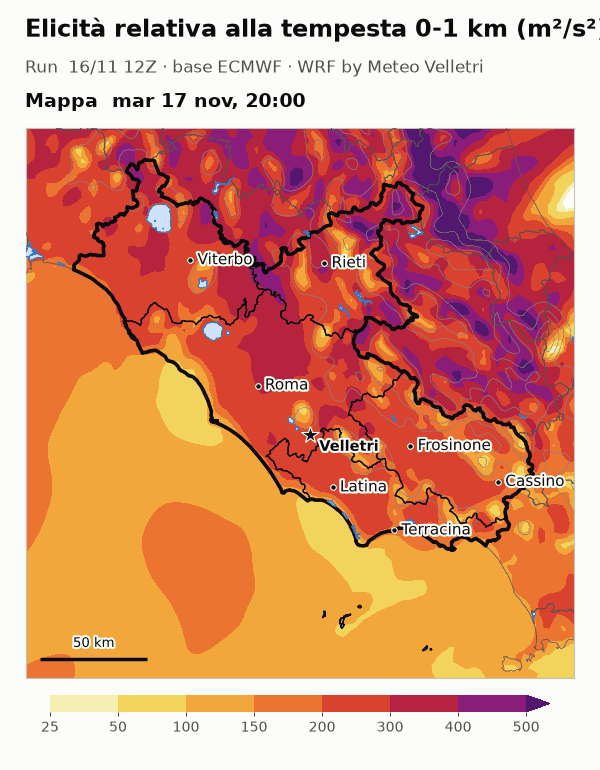 Elicità relativa alla tempesta 0-1 km (m²/s²)
Run 16/11 12Z · base ECMWF · WRF by Meteo Velletri
Mappa mar 17 nov, 20:00
Viterbo
Rieti
Roma
Velletri
Frosinone
Latina
Cassino
Terracina
50 km
25 50 100 150 200 300 400 500